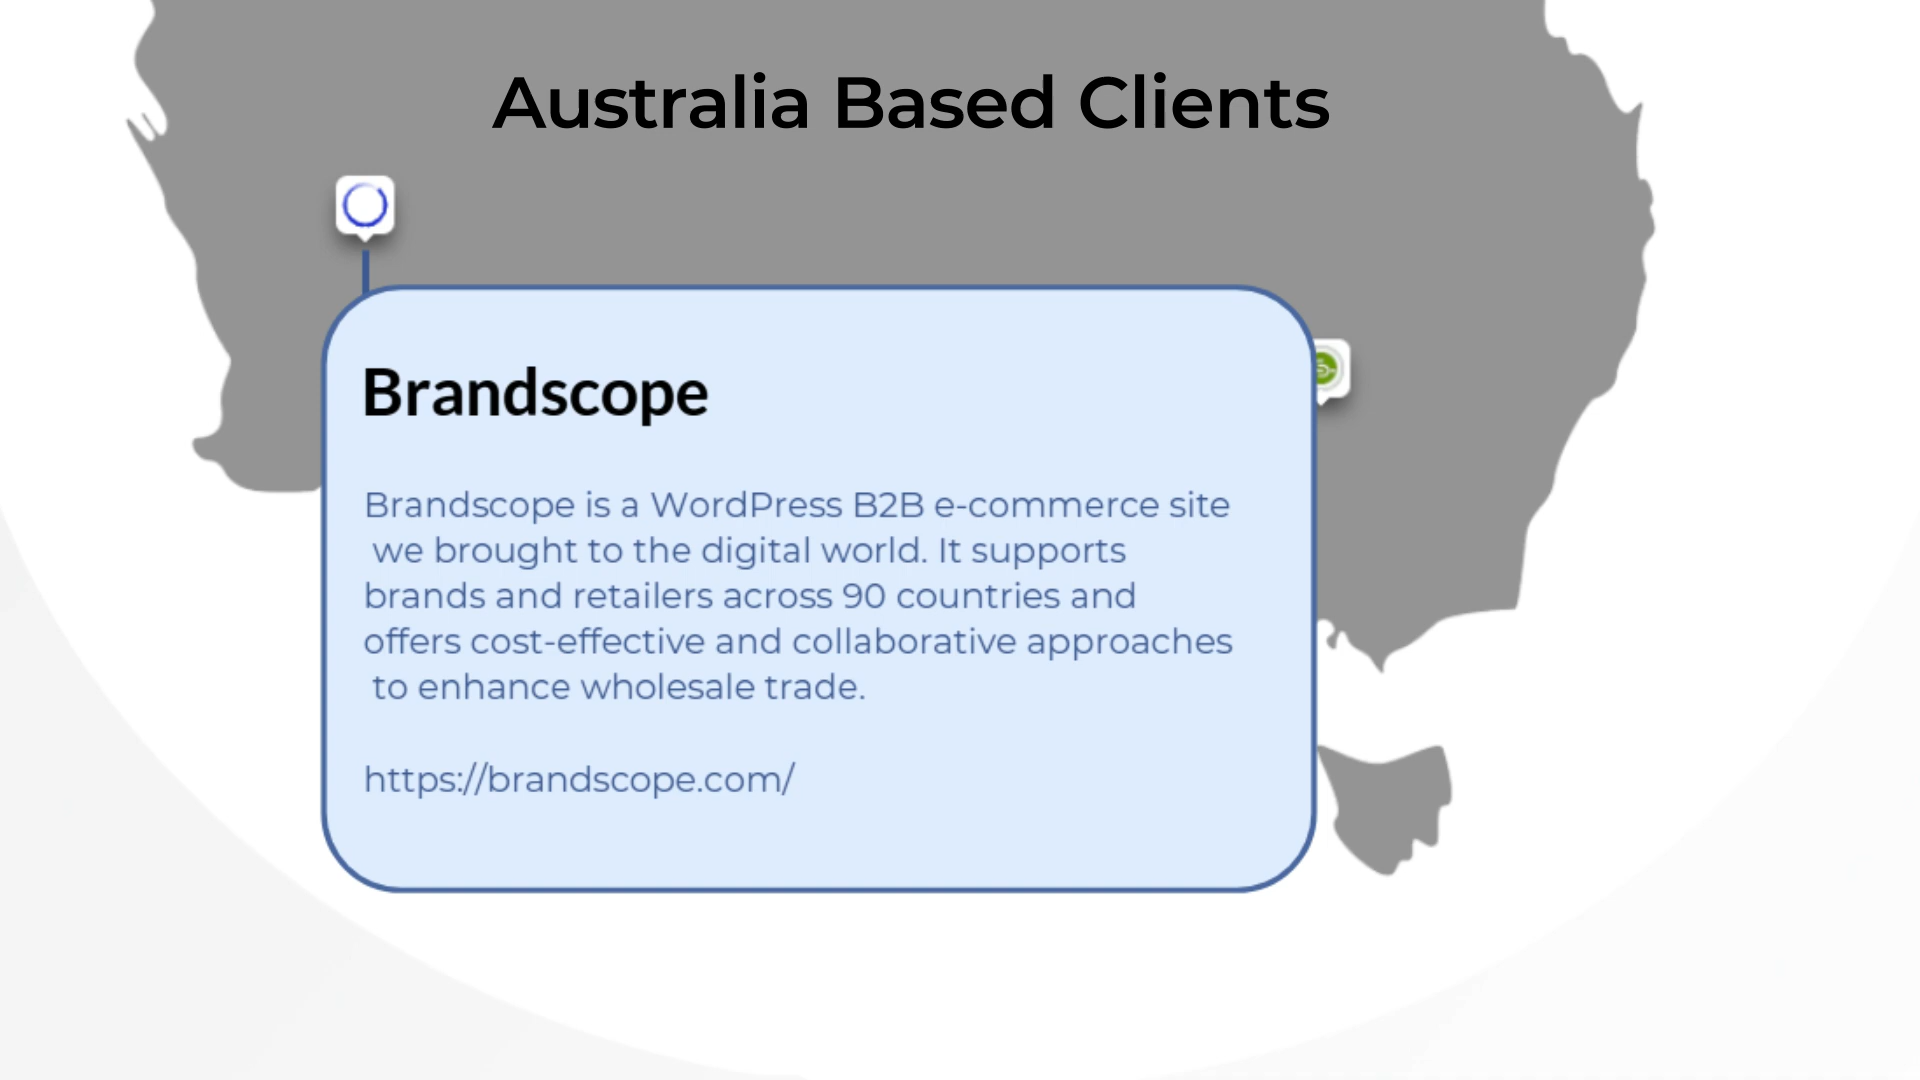 Australia Based Clients
Brandscope
Brandscope is a WordPress B2B e-commerce site
we brought to the digital world. It supports
brands and retailers across 90 countries and
offers cost-effective and collaborative approaches
to enhance wholesale trade.
https://brandscope.com/